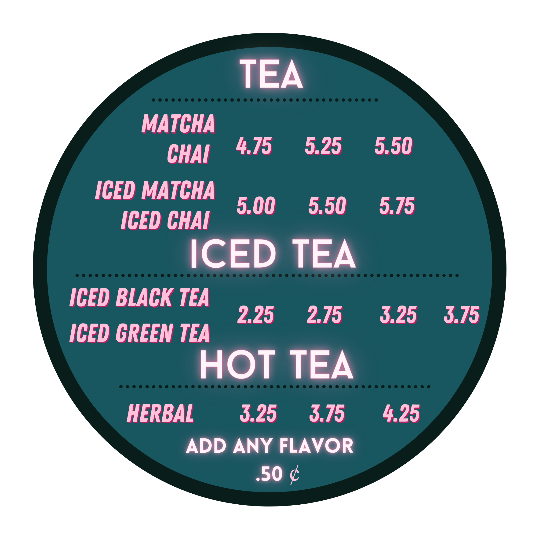 TEA
MATCHA
CHAI 4.75 5.25 5.50
ICED MATCHA
ICED CHAI 5.00 5.50 5.75
ICED TEA
ICED BLACK TEA
ICED GREEN TEA 2.25 2.75 3.25 3.75
HOT TEA
HERBAL 3.25 3.75 4.25
ADD ANY FLAVOR
.50 ¢